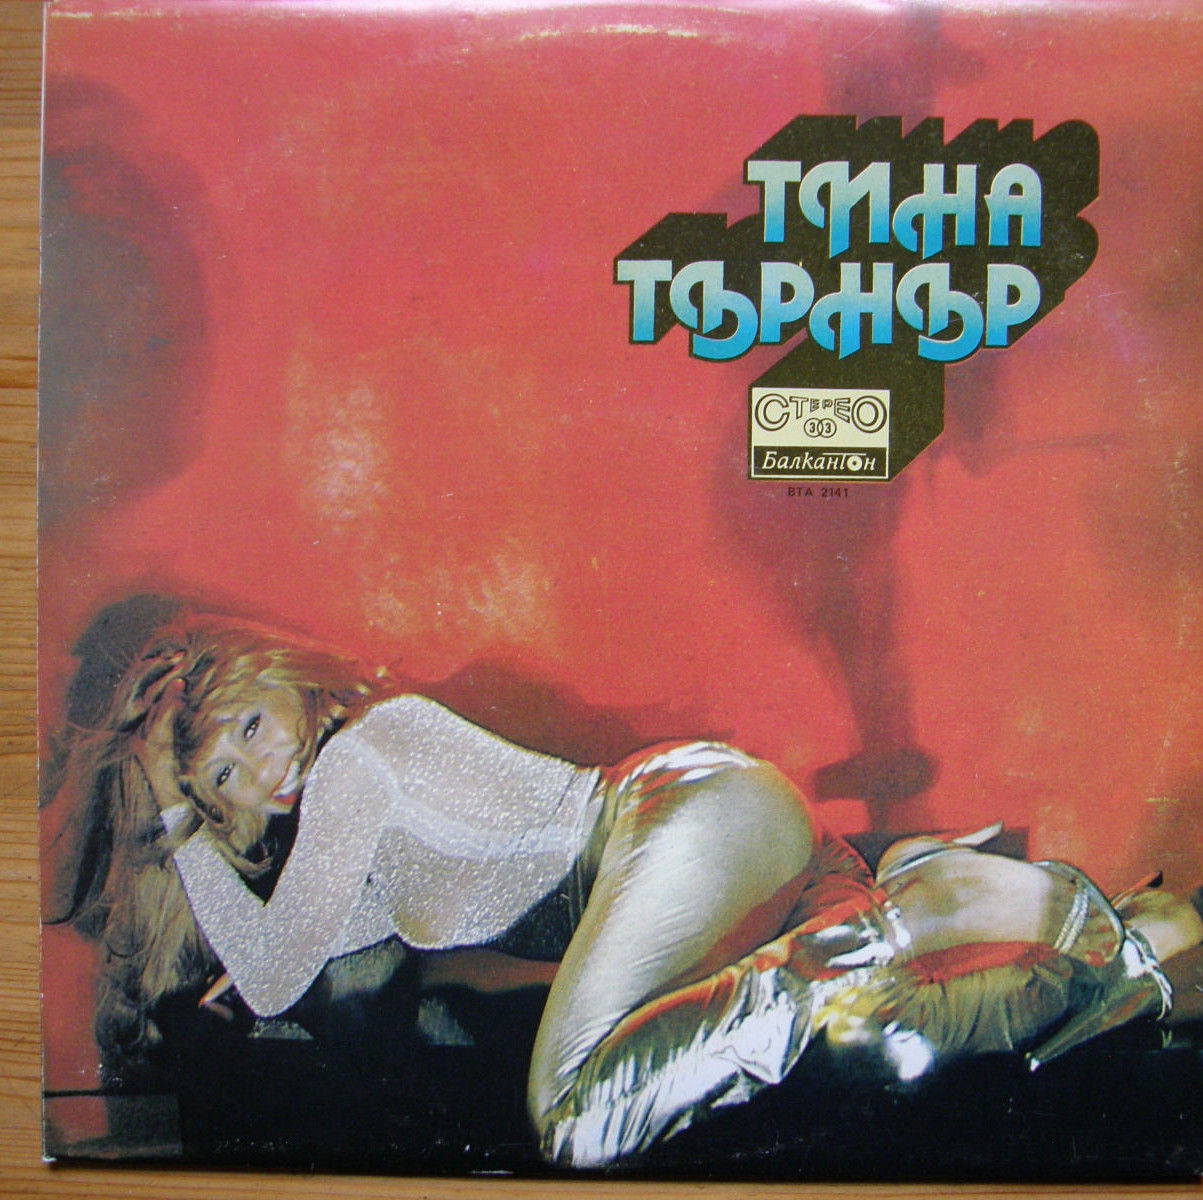 ТИНА
ТЪРНЪР
СТЕРЕО
33
БалканТон
ВТА 2141